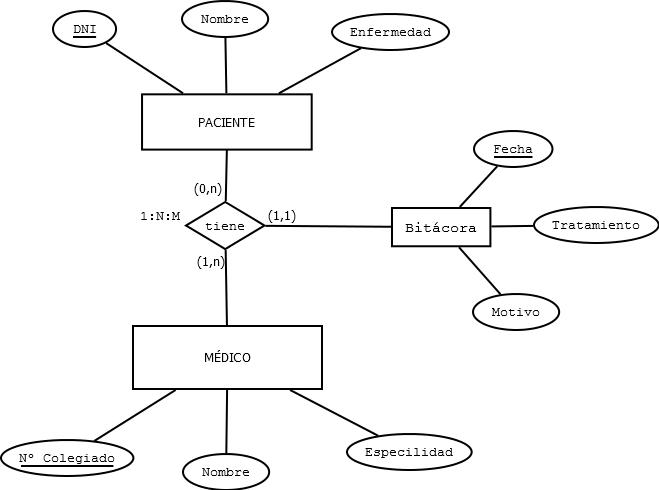 DNI
Nombre
Enfermedad
PACIENTE
Fecha
(0,n)
1:N:M
(1,1)
tiene
Bitácora
Tratamiento
(1,n)
Motivo
MÉDICO
Nº Colegiado
Nombre
Especilidad